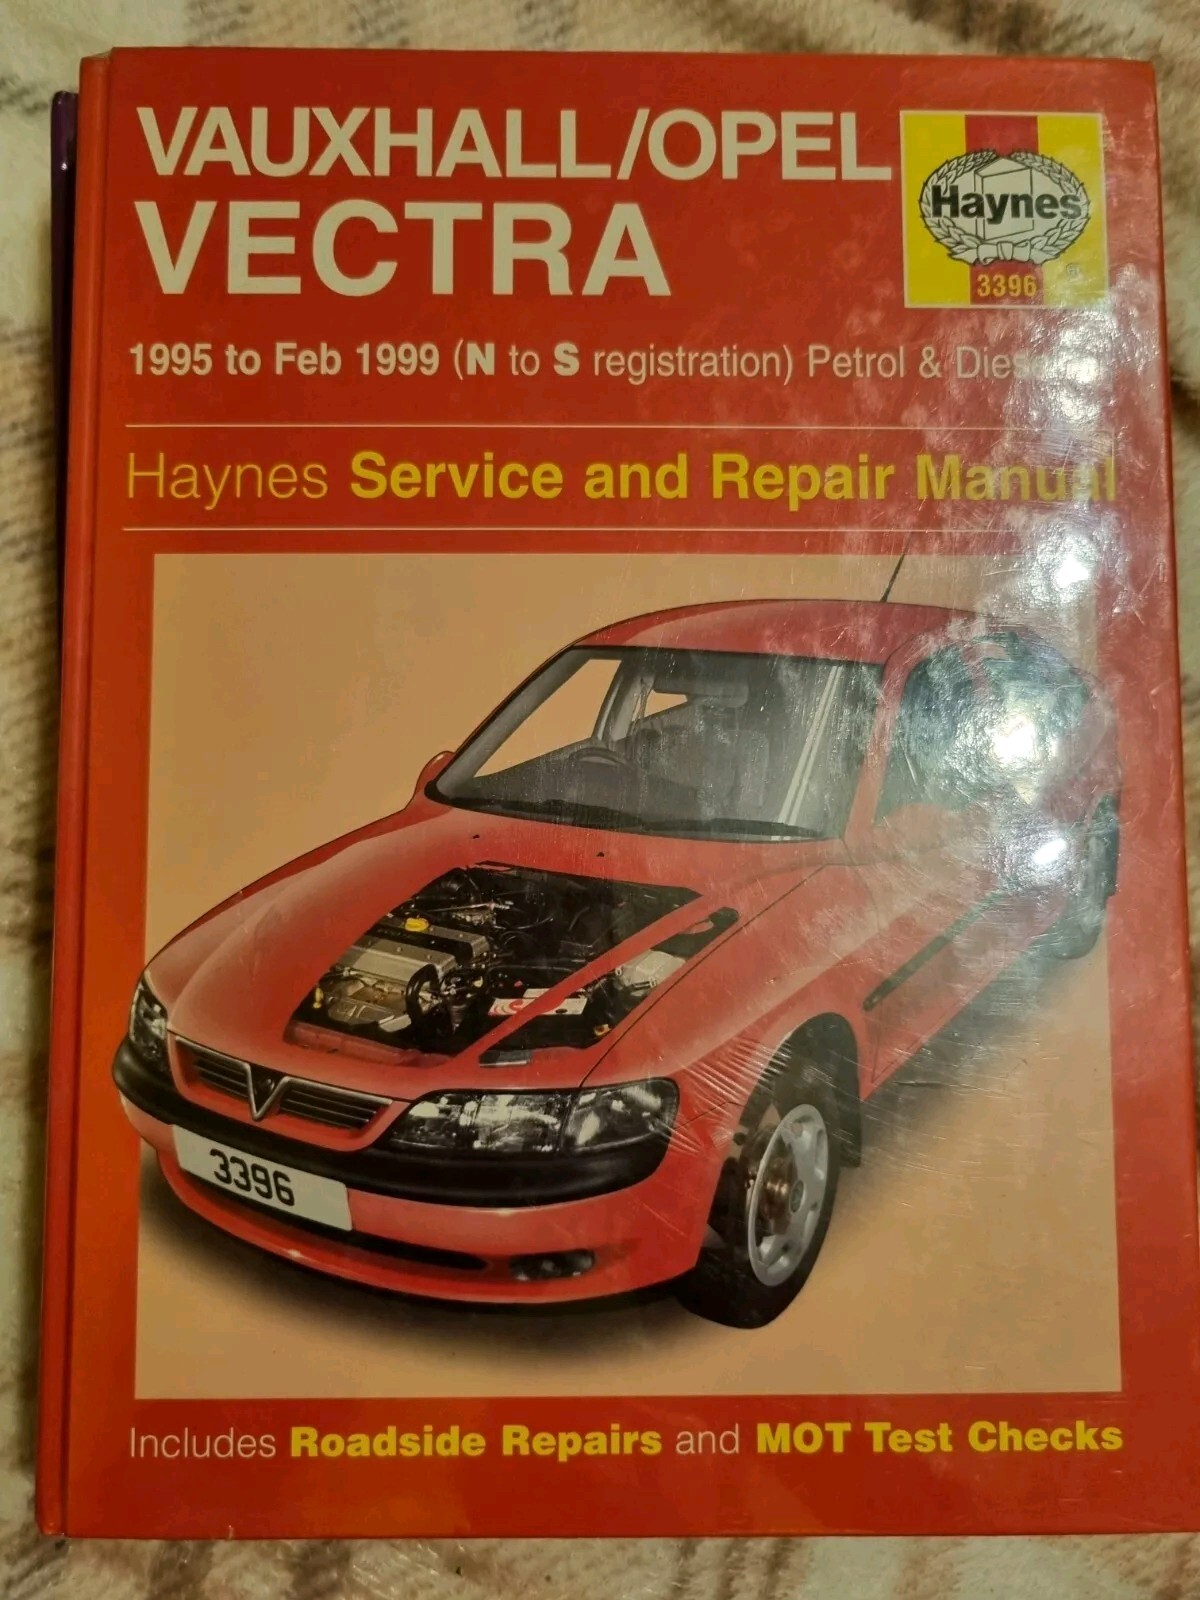 VAUXHALL/OPEL
VECTRA
Haynes
3396
1995 to Feb 1999 (N to S registration) Petrol &
Haynes Service and Repair Manual
3396
Includes Roadside Repairs and MOT Test Checks